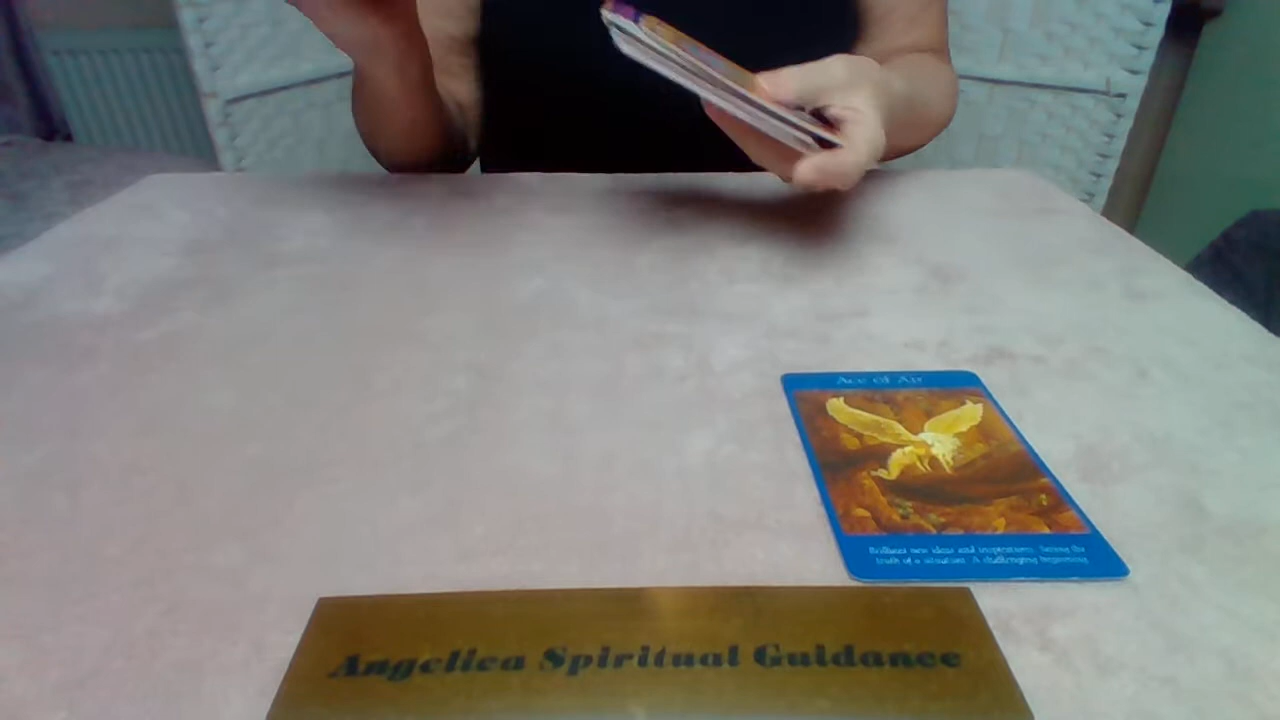 Ace of Air
Brilliant new ideas and inspirations. Seeing the
truth of a situation. A challenging beginning.
Angelica Spiritual Guidance